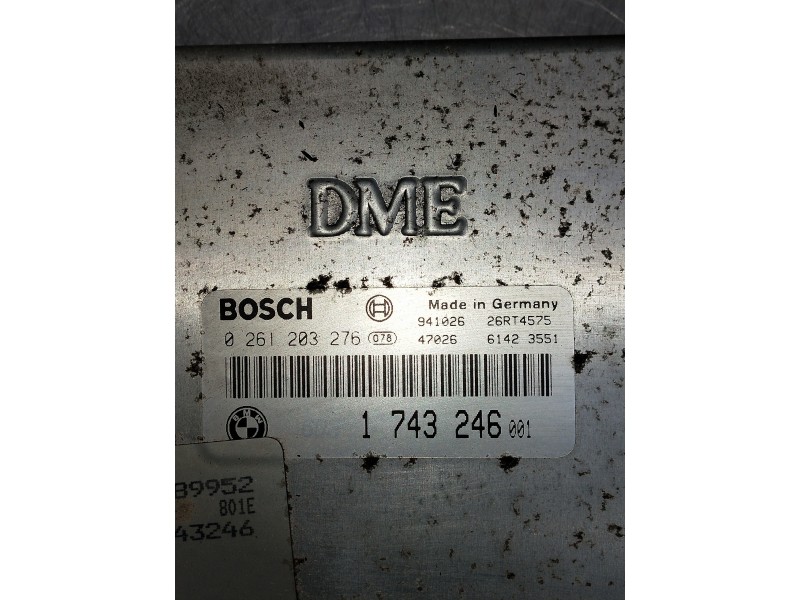 DME
BOSCH Made in Germany
941026 26RT4575
0 261 203 276 078 47026 6142 3551
BMW 1 743 246 001
89952
801E
43246